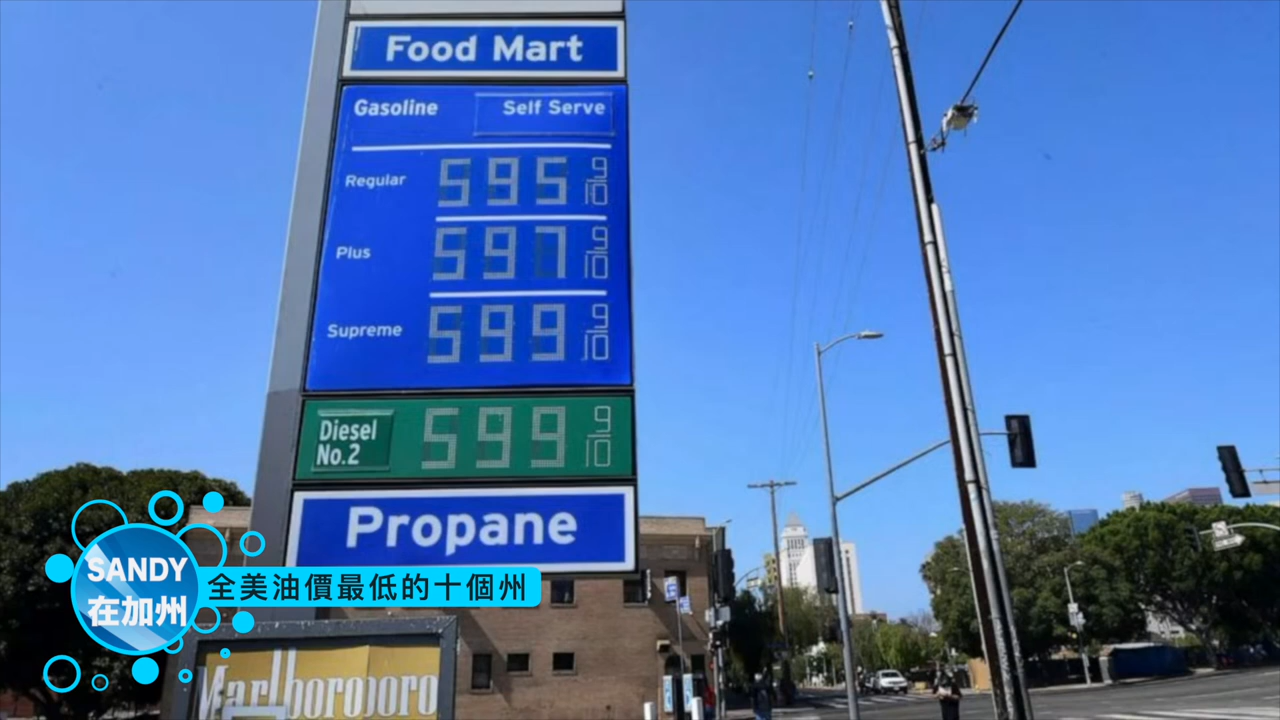 Food Mart
Gasoline Self Serve
Regular 595 9/10
Plus 597 9/10
Supreme 599 9/10
Diesel
No.2
599 9/10
Propane
SANDY
在加州
全美油價最低的十個州
Marlboro